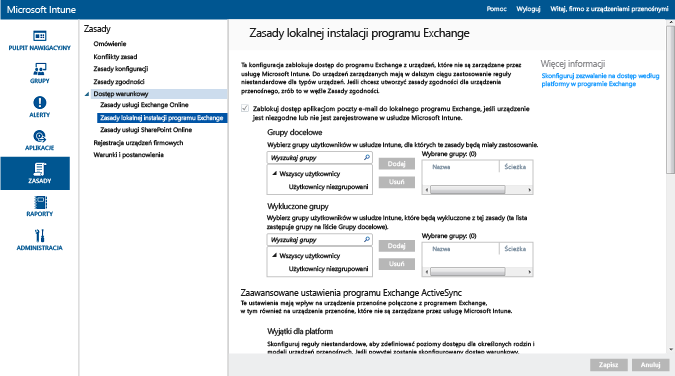 Microsoft Intune
Pomoc Wyloguj Witaj, firmo z urządzeniami przenośnymi
PULPIT NAWIGACYJNY
GRUPY
ALERTY
APLIKACJE
ZASADY
RAPORTY
ADMINISTRACJA
Zasady
Omówienie
Konflikty zasad
Zasady konfiguracji
Zasady zgodności
Dostęp warunkowy
Zasady usługi Exchange Online
Zasady lokalnej instalacji programu Exchange
Zasady usługi SharePoint Online
Rejestracja urządzeń firmowych
Warunki i postanowienia
Zasady lokalnej instalacji programu Exchange
Ta konfiguracja zablokuje dostęp do programu Exchange z urządzeń, które nie są zarządzane przez
usługę Microsoft Intune. Do urządzeń zarządzanych w dalszym ciągu zastosowanie reguły
niestandardowe dla typów urządzeń. Jeśli chcesz utworzyć zasady zgodności dla urządzenia
przenośnego, zrób to w węźle Zasady zgodności.
Więcej informacji
Skonfiguruj zezwalanie na dostęp według
platformy w programie Exchange
Zablokuj dostęp aplikacjom poczty e-mail do lokalnego programu Exchange, jeśli urządzenie
jest niezgodne lub nie jest zarejestrowane w usłudze Microsoft Intune.
Grupy docelowe
Wybierz grupy użytkowników w usłudze Intune, dla których te zasady będą miały zastosowanie.
Wyszukaj grupy
Wszyscy użytkownicy
Użytkownicy niezgrupowani
Dodaj
Usuń
Wybrane grupy: (0)
Nazwa Ścieżka
Wykluczone grupy
Wybierz grupy użytkowników w usłudze Intune, które będą wykluczone z tej zasady (ta lista
zastępuje grupy na liście Grupy docelowe).
Wyszukaj grupy
Wszyscy użytkownicy
Użytkownicy niezgrupowani
Dodaj
Usuń
Wybrane grupy: (0)
Nazwa Ścieżka
Zaawansowane ustawienia programu Exchange ActiveSync
Te ustawienia mają wpływ na urządzenia przenośne połączone z programem Exchange,
w tym również na urządzenia przenośne, które nie są zarządzane przez usługę Microsoft Intune.
Wyjątki dla platform
Skonfiguruj reguły niestandardowe, aby zdefiniować poziomy dostępu dla określonych rodzin i
modeli urządzeń przenośnych. Jeśli powyżej zostanie skonfigurowany dostęp warunkowy,
Zapisz Anuluj